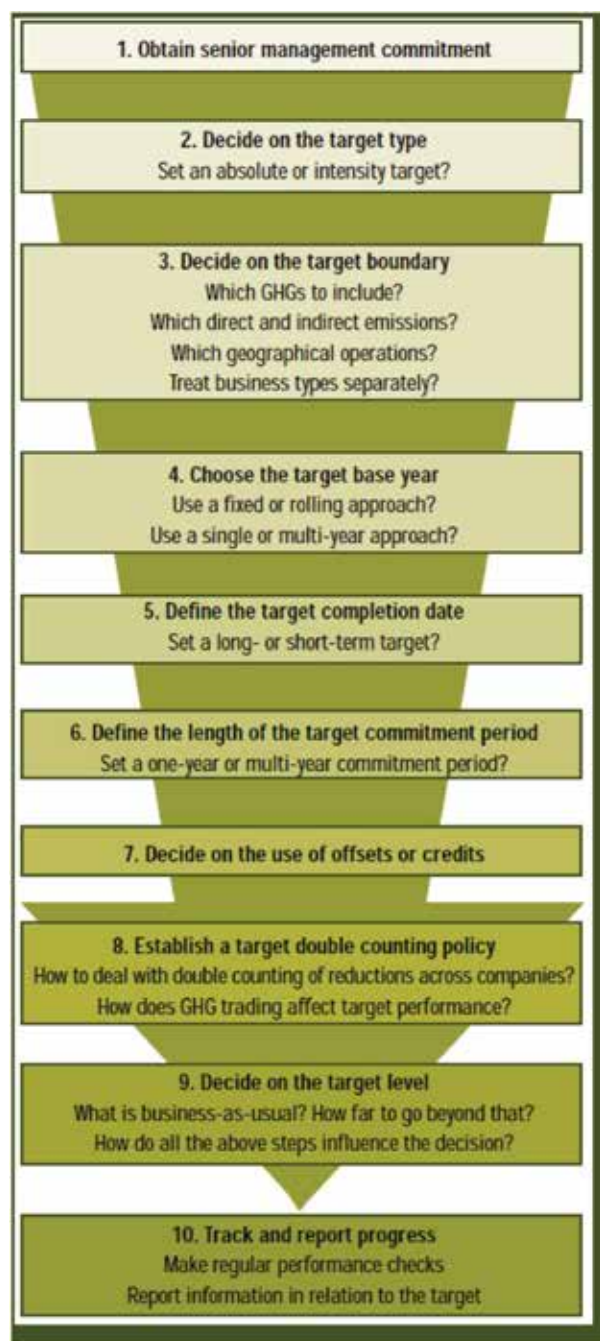 1. Obtain senior management commitment
2. Decide on the target type
Set an absolute or intensity target?
3. Decide on the target boundary
Which GHGs to include?
Which direct and indirect emissions?
Which geographical operations?
Treat business types separately?
4. Choose the target base year
Use a fixed or rolling approach?
Use a single or multi-year approach?
5. Define the target completion date
Set a long- or short-term target?
6. Define the length of the target commitment period
Set a one-year or multi-year commitment period?
7. Decide on the use of offsets or credits
8. Establish a target double counting policy
How to deal with double counting of reductions across companies?
How does GHG trading affect target performance?
9. Decide on the target level
What is business-as-usual? How far to go beyond that?
How do all the above steps influence the decision?
10. Track and report progress
Make regular performance checks
Report information in relation to the target